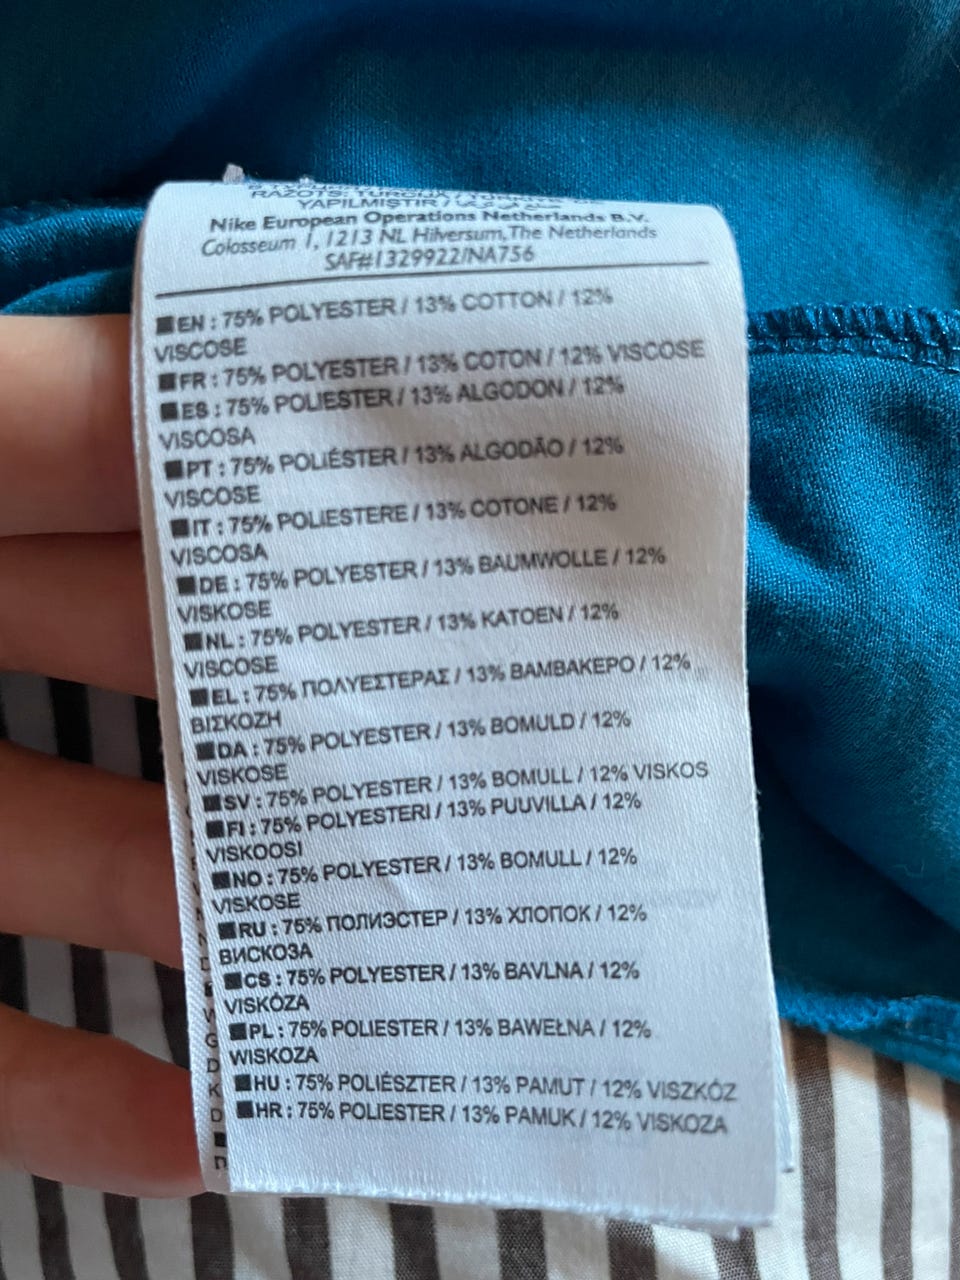 RAŽOTS: TURCIJĀ /
YAPILMIŞTIR /
Nike European Operations Netherlands B.V.
Colosseum 1, 1213 NL Hilversum, The Netherlands
SAF#1329922/NA756
EN : 75% POLYESTER / 13% COTTON / 12%
VISCOSE
FR : 75% POLYESTER / 13% COTON / 12% VISCOSE
ES : 75% POLIESTER / 13% ALGODON / 12%
VISCOSA
PT : 75% POLIÉSTER / 13% ALGODÃO / 12%
VISCOSE
IT : 75% POLIESTERE / 13% COTONE / 12%
VISCOSA
DE : 75% POLYESTER / 13% BAUMWOLLE / 12%
VISKOSE
NL : 75% POLYESTER / 13% KATOEN / 12%
VISCOSE
EL : 75% ΠΟΛΥΕΣΤΕΡΑΣ / 13% ΒΑΜΒΑΚΕΡΟ / 12%
ΒΙΣΚΟΖΗ
DA : 75% POLYESTER / 13% BOMULD / 12%
VISKOSE
SV : 75% POLYESTER / 13% BOMULL / 12% VISKOS
FI : 75% POLYESTERI / 13% PUUVILLA / 12%
VISKOOSI
NO : 75% POLYESTER / 13% BOMULL / 12%
VISKOSE
RU : 75% ПОЛИЭСТЕР / 13% ХЛОПОК / 12%
ВИСКОЗА
CS : 75% POLYESTER / 13% BAVLNA / 12%
VISKÓZA
PL : 75% POLIESTER / 13% BAWEŁNA / 12%
WISKOZA
HU : 75% POLIÉSZTER / 13% PAMUT / 12% VISZKÓZ
HR : 75% POLIESTER / 13% PAMUK / 12% VISKOZA